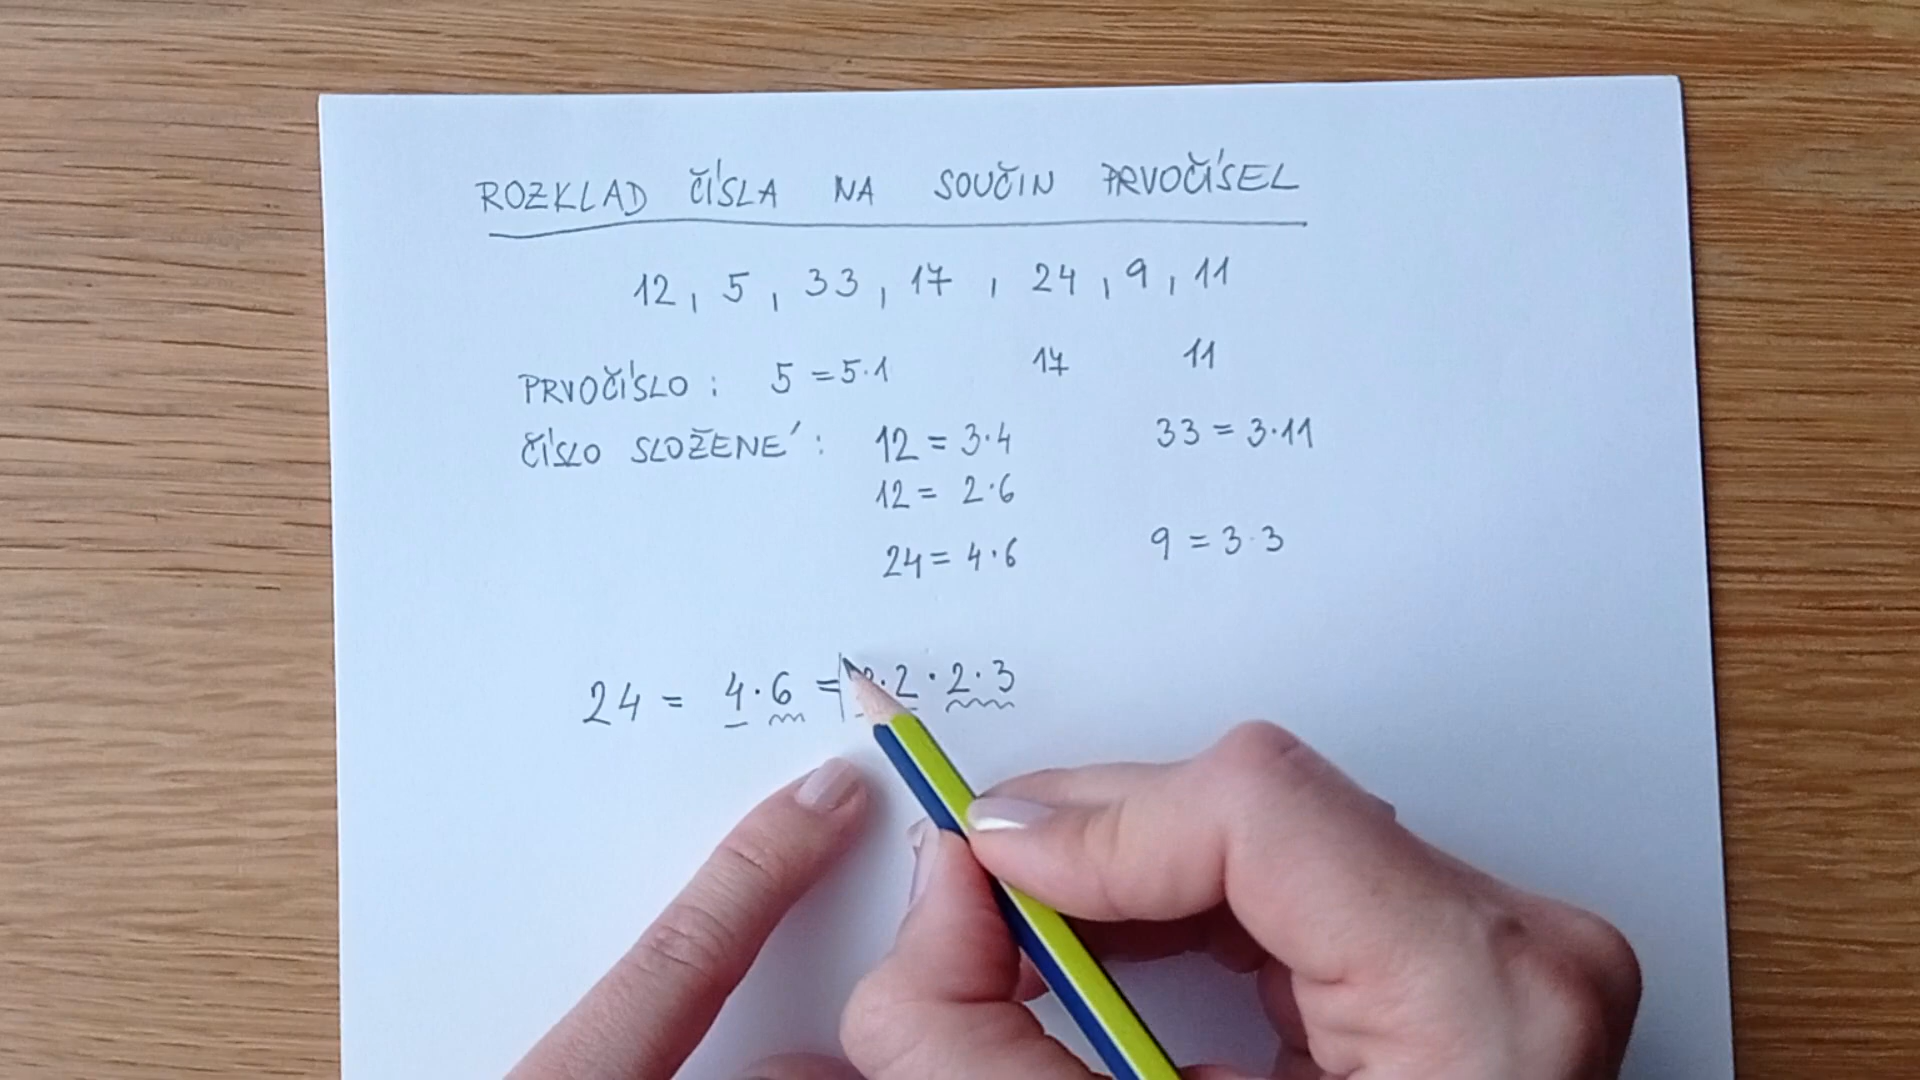 ROZKLAD ČÍSLA NA SOUČIN PRVOČÍSEL
12, 5, 33, 17, 24, 9, 11
PRVOČÍSLO: 5 = 5·1 17 11
ČÍSLO SLOŽENÉ: 12 = 3·4 33 = 3·11
12 = 2·6
24 = 4·6 9 = 3·3
24 = 4·6 = 2·2·2·3